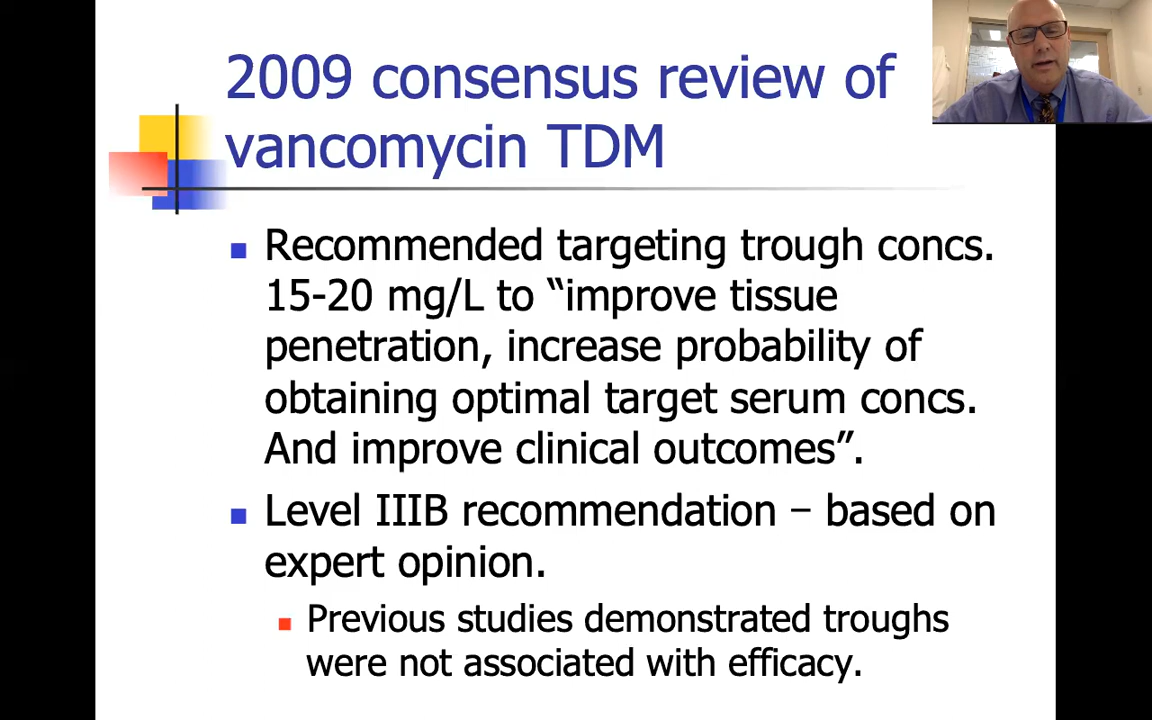 2009 consensus review of
vancomycin TDM
Recommended targeting trough concs.
15-20 mg/L to “improve tissue
penetration, increase probability of
obtaining optimal target serum concs.
And improve clinical outcomes”.
Level IIIB recommendation – based on
expert opinion.
Previous studies demonstrated troughs
were not associated with efficacy.